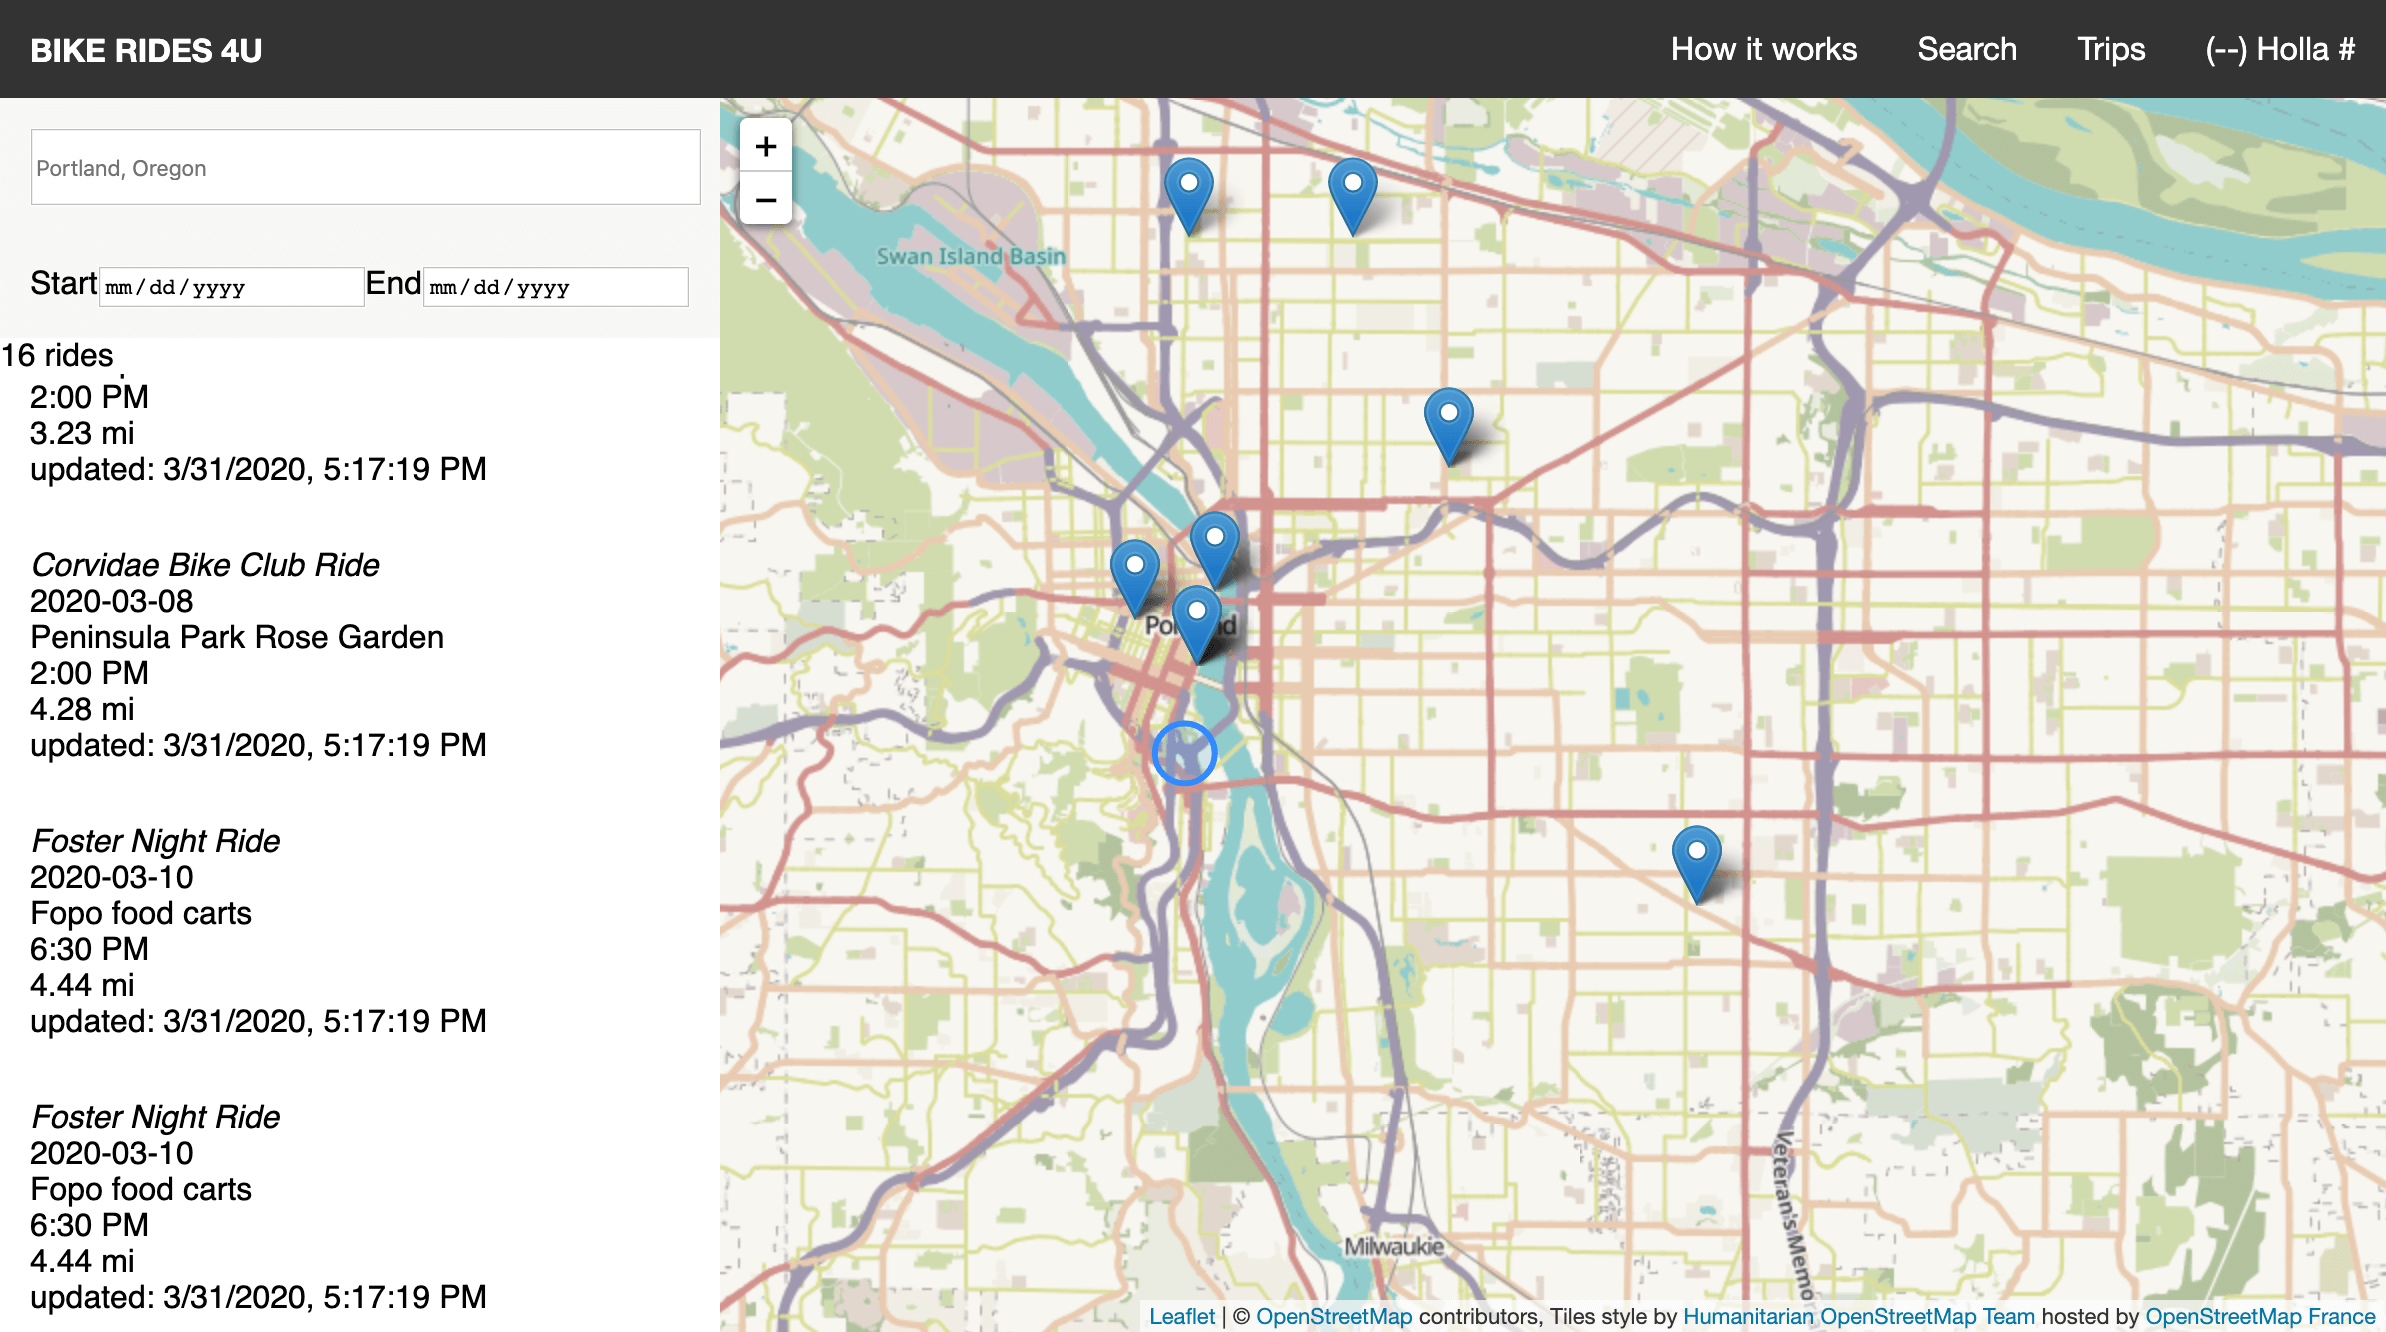 BIKE RIDES 4U
How it works
Search
Trips
(--) Holla #
Portland, Oregon
Start mm/dd/yyyy End mm/dd/yyyy
16 rides
2:00 PM
3.23 mi
updated: 3/31/2020, 5:17:19 PM
Corvidae Bike Club Ride
2020-03-08
Peninsula Park Rose Garden
2:00 PM
4.28 mi
updated: 3/31/2020, 5:17:19 PM
Foster Night Ride
2020-03-10
Fopo food carts
6:30 PM
4.44 mi
updated: 3/31/2020, 5:17:19 PM
Foster Night Ride
2020-03-10
Fopo food carts
6:30 PM
4.44 mi
updated: 3/31/2020, 5:17:19 PM
+
−
Swan Island Basin
Milwaukie
Veteran's Memo
Leaflet | © OpenStreetMap contributors, Tiles style by Humanitarian OpenStreetMap Team hosted by OpenStreetMap France